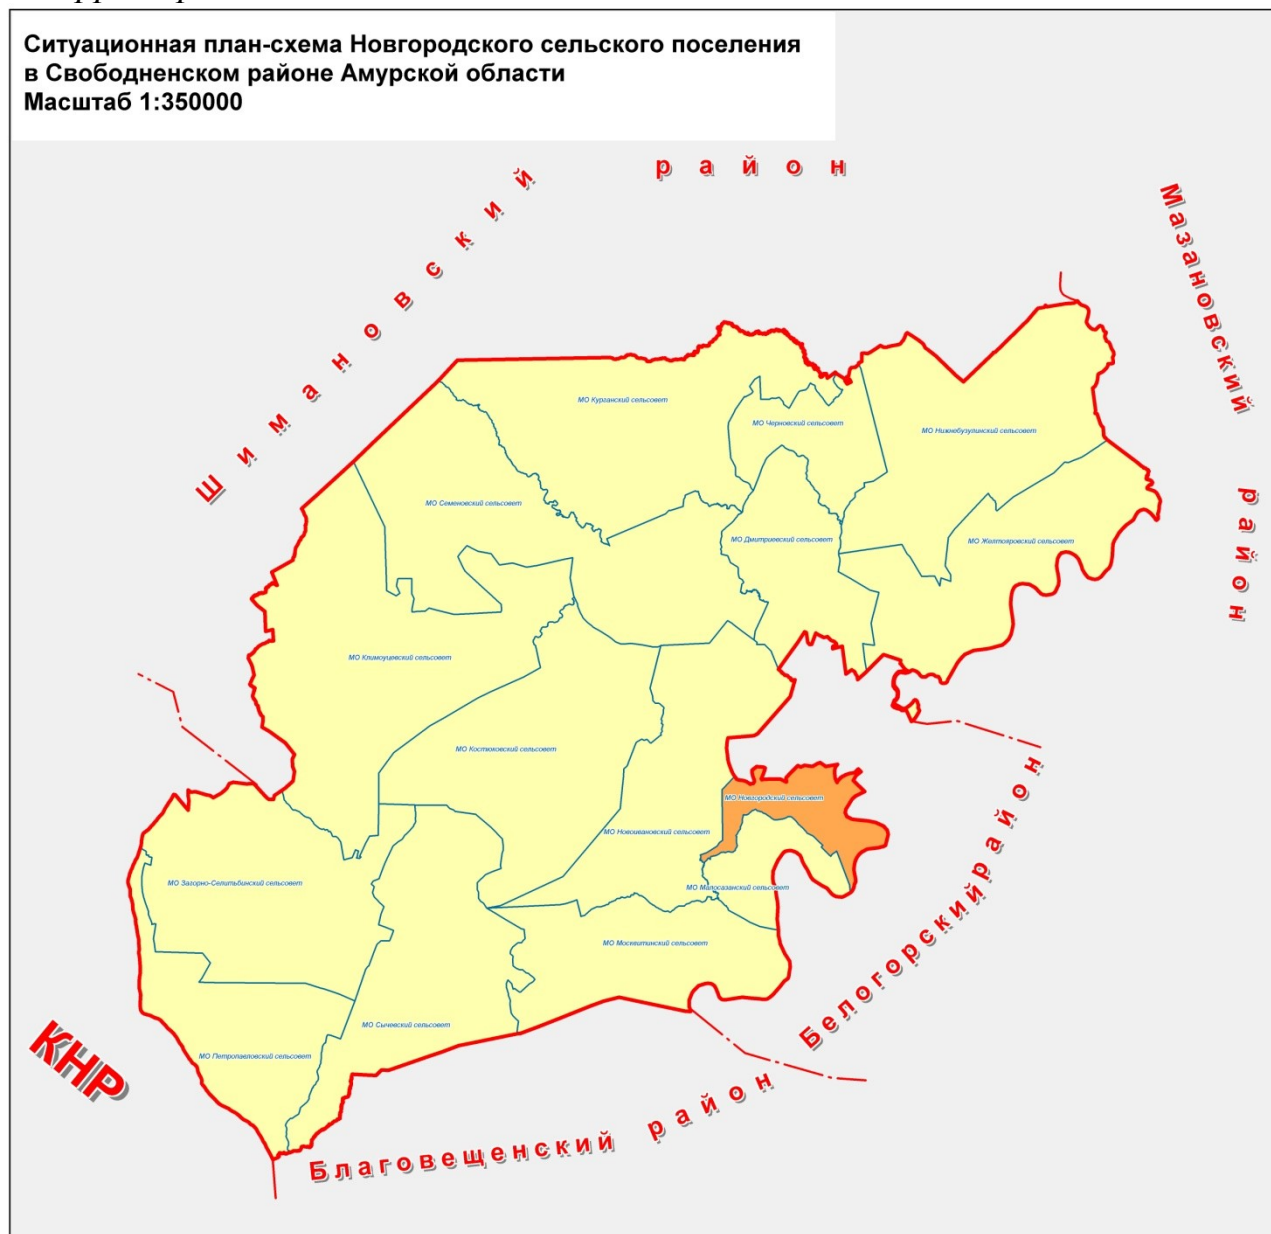 Ситуационная план-схема Новгородского сельского поселения
в Свободненском районе Амурской области
Масштаб 1:350000
Шимановский район
Мазановский район
МО Курганский сельсовет
МО Черновский сельсовет
МО Нижнебузулинский сельсовет
МО Семеновский сельсовет
МО Дмитриевский сельсовет
МО Желтояровский сельсовет
МО Климоуцевский сельсовет
МО Костюковский сельсовет
МО Новгородский сельсовет
МО Новоивановский сельсовет
МО Загорно-Селитьбинский сельсовет
МО Малосазанский сельсовет
МО Москвитинский сельсовет
МО Сычевский сельсовет
МО Петропавловский сельсовет
КНР
Белогорский район
Благовещенский район